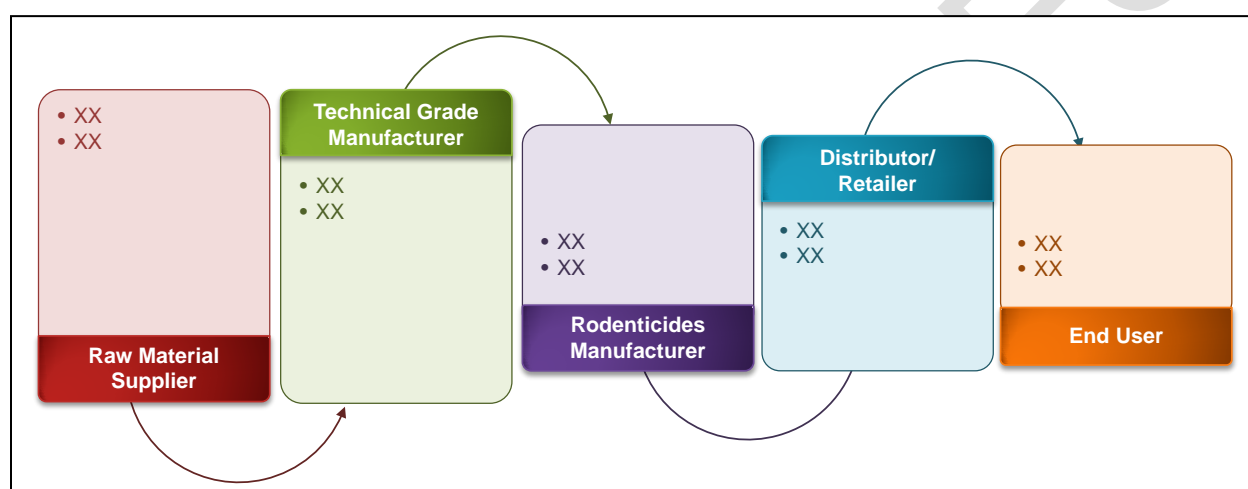 • XX
• XX
Raw Material
Supplier
Technical Grade
Manufacturer
• XX
• XX
• XX
• XX
Rodenticides
Manufacturer
Distributor/
Retailer
• XX
• XX
• XX
• XX
End User